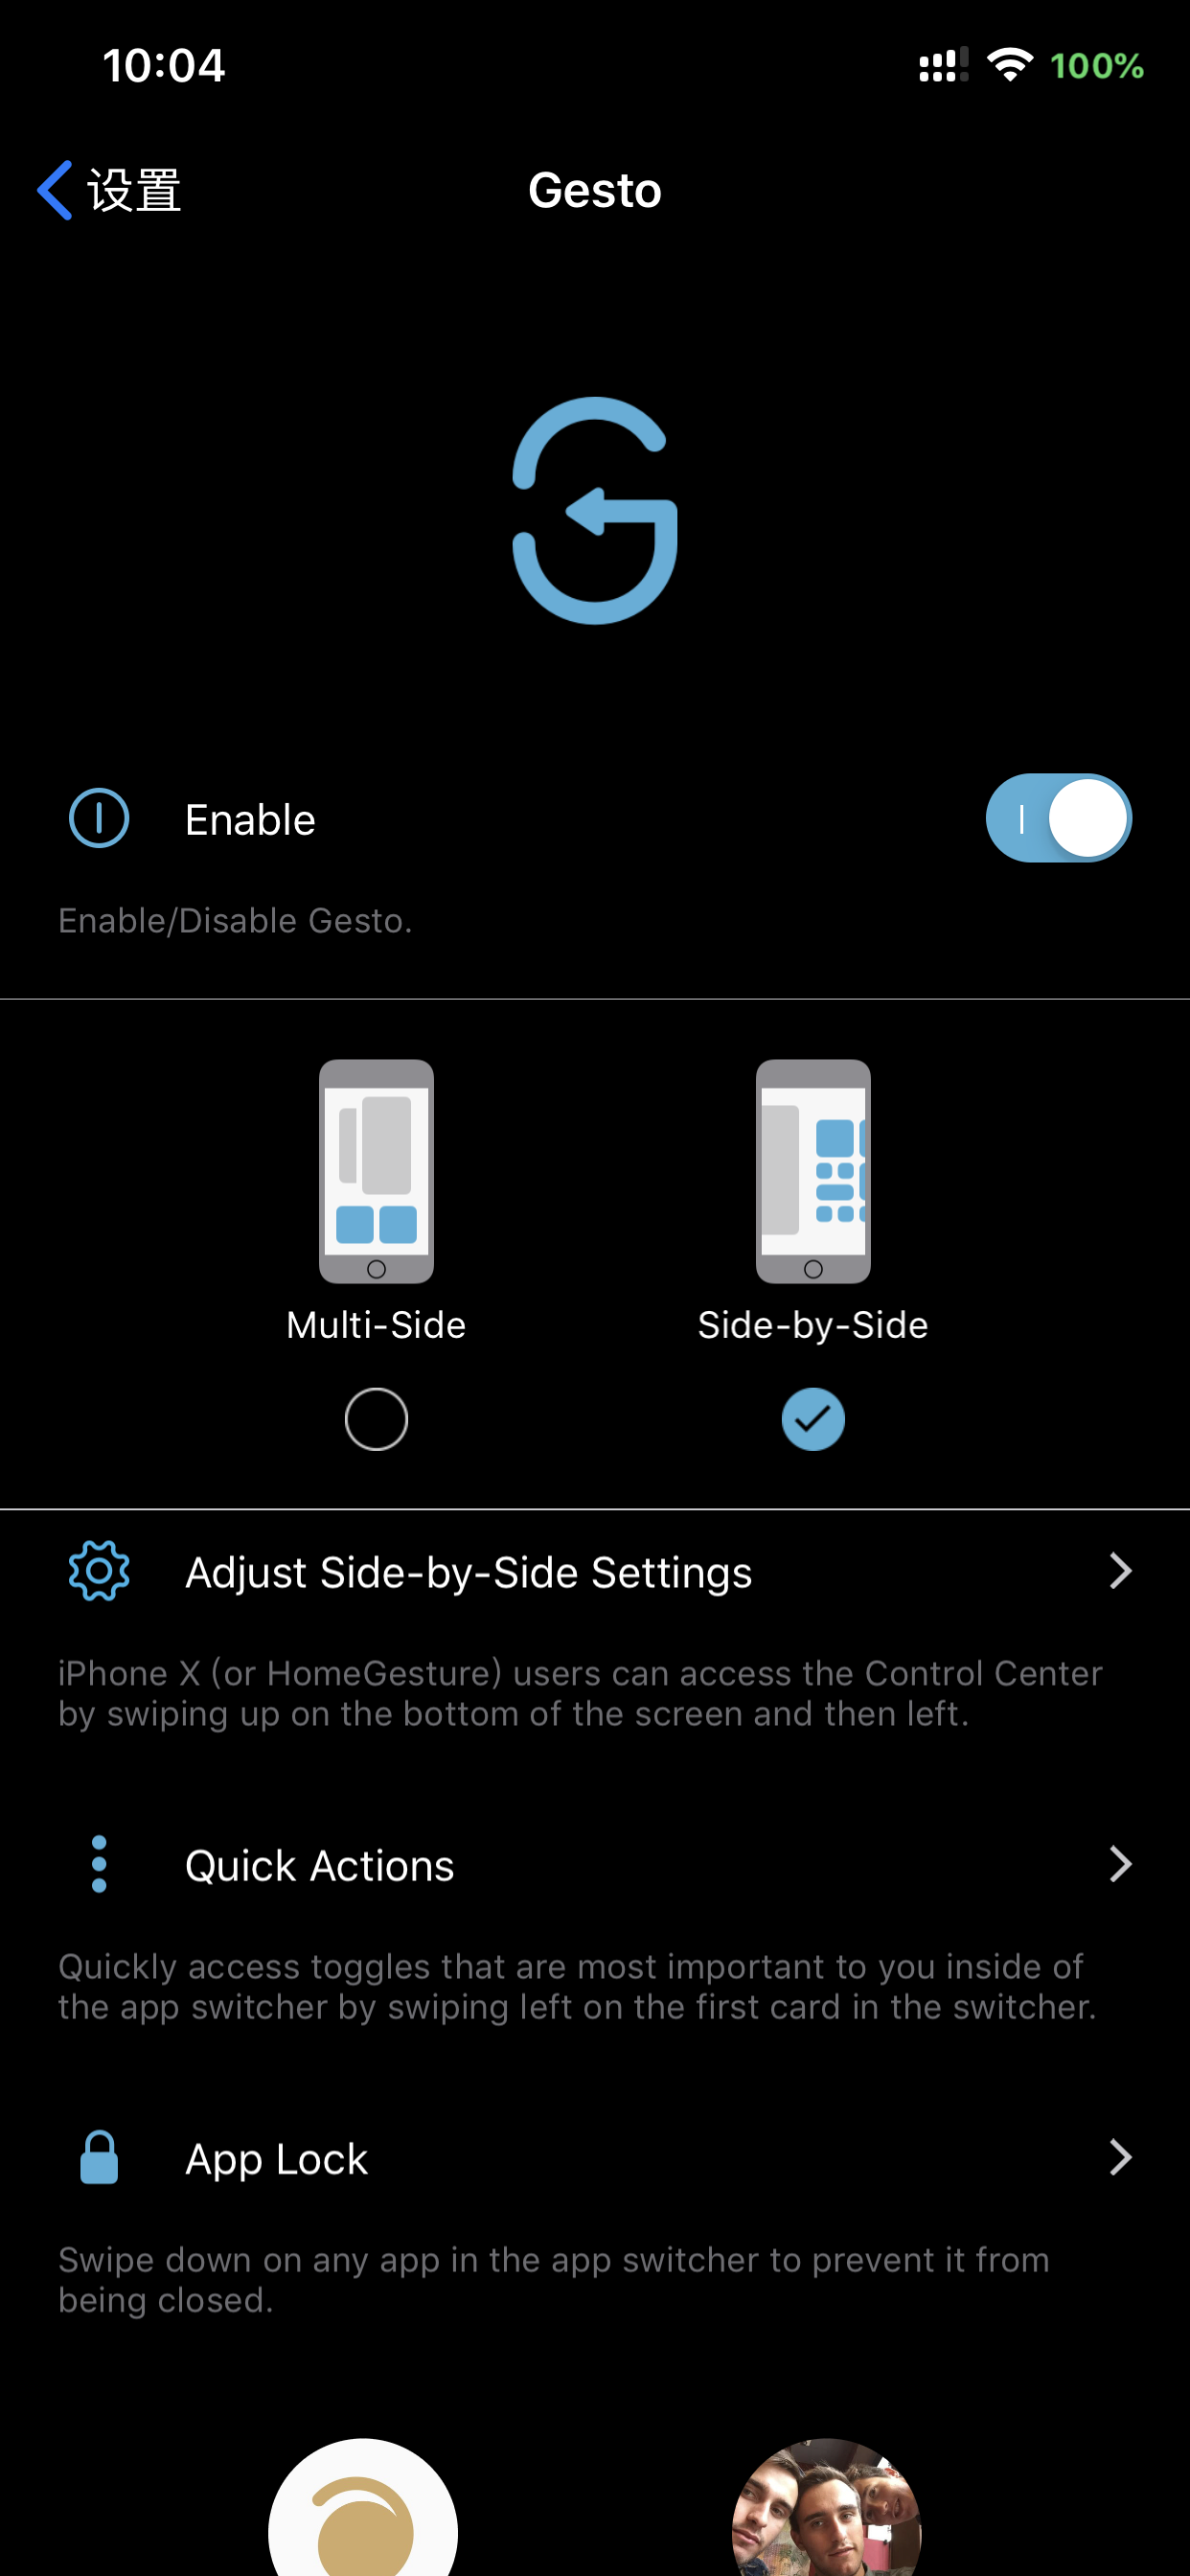 10:04
100%
设置
Gesto
Enable
Enable/Disable Gesto.
Multi-Side
Side-by-Side
Adjust Side-by-Side Settings
iPhone X (or HomeGesture) users can access the Control Center
by swiping up on the bottom of the screen and then left.
Quick Actions
Quickly access toggles that are most important to you inside of
the app switcher by swiping left on the first card in the switcher.
App Lock
Swipe down on any app in the app switcher to prevent it from
being closed.